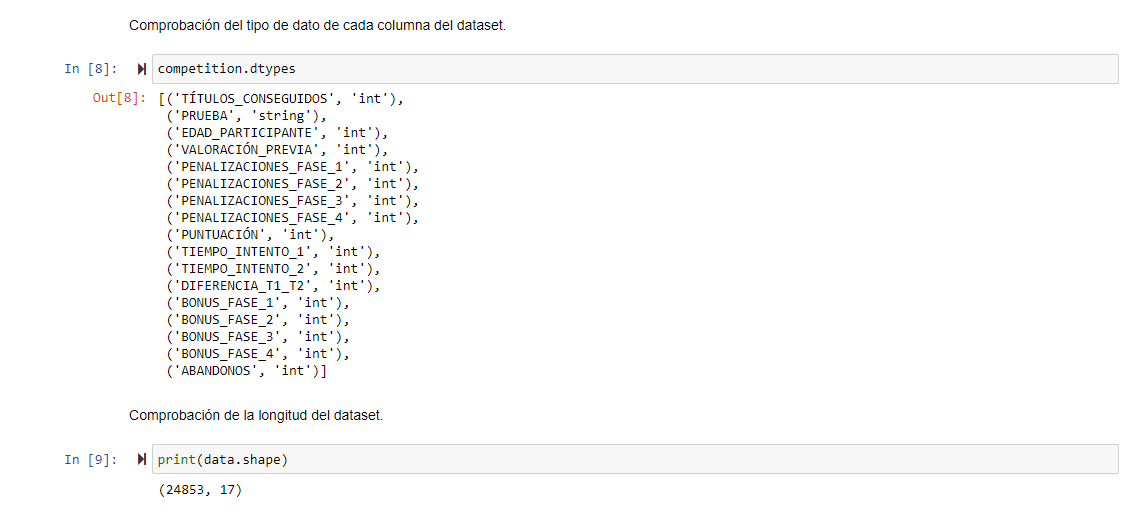 Comprobación del tipo de dato de cada columna del dataset.
In [8]: competition.dtypes
Out[8]: [('TÍTULOS_CONSEGUIDOS', 'int'),
('PRUEBA', 'string'),
('EDAD_PARTICIPANTE', 'int'),
('VALORACIÓN_PREVIA', 'int'),
('PENALIZACIONES_FASE_1', 'int'),
('PENALIZACIONES_FASE_2', 'int'),
('PENALIZACIONES_FASE_3', 'int'),
('PENALIZACIONES_FASE_4', 'int'),
('PUNTUACIÓN', 'int'),
('TIEMPO_INTENTO_1', 'int'),
('TIEMPO_INTENTO_2', 'int'),
('DIFERENCIA_T1_T2', 'int'),
('BONUS_FASE_1', 'int'),
('BONUS_FASE_2', 'int'),
('BONUS_FASE_3', 'int'),
('BONUS_FASE_4', 'int'),
('ABANDONOS', 'int')]
Comprobación de la longitud del dataset.
In [9]: print(data.shape)
(24853, 17)